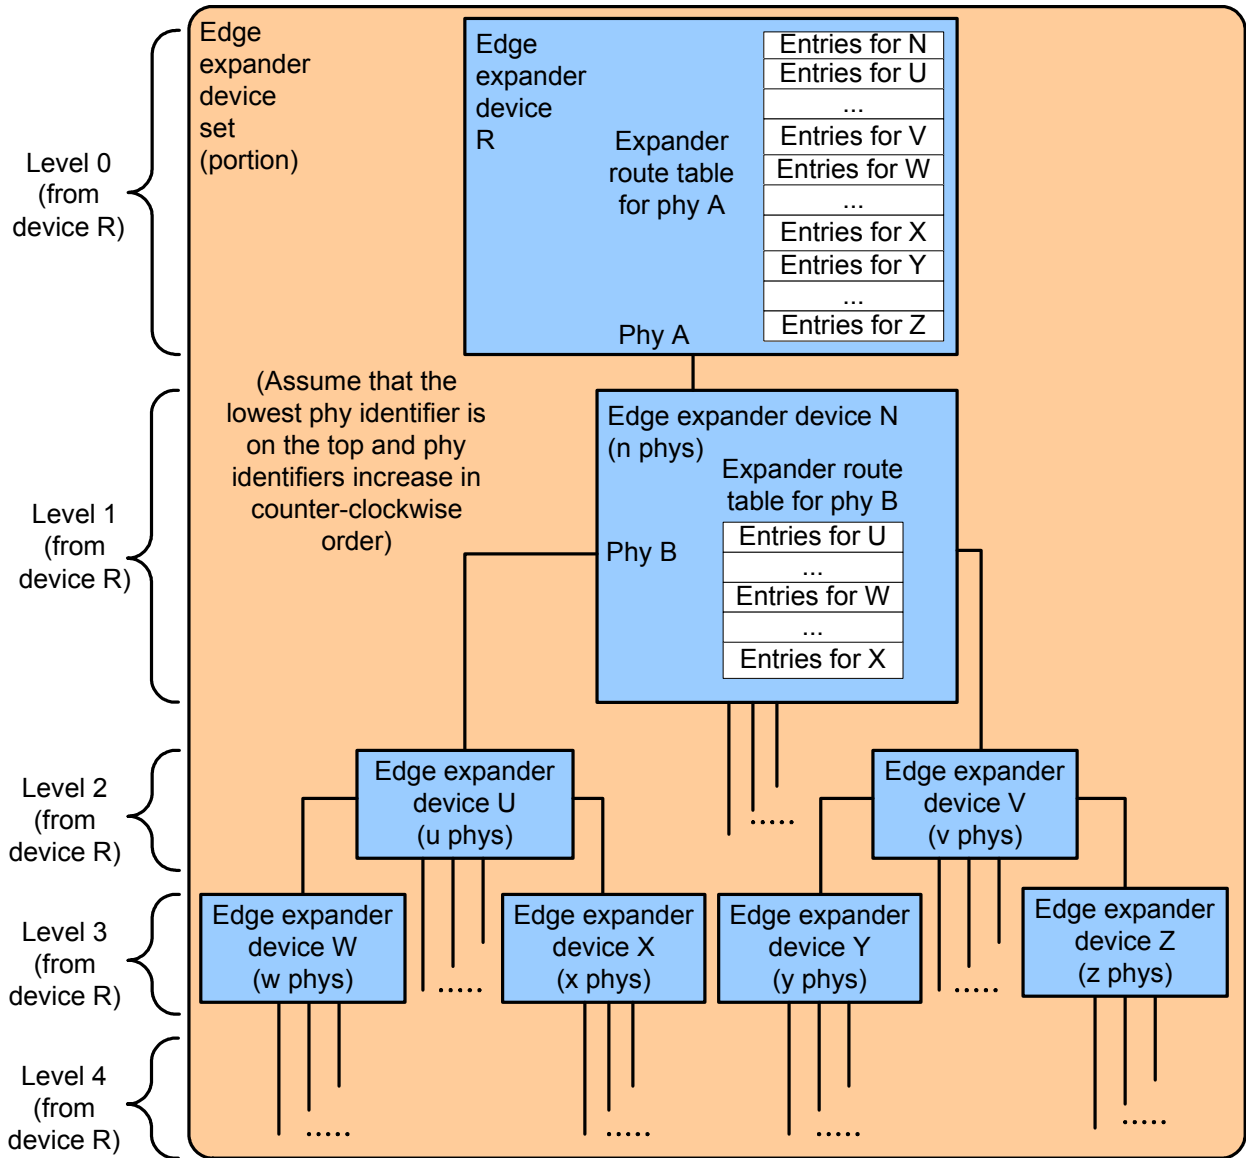 Edge
expander
device
set
(portion)
Level 0
(from
device R)
Edge
expander
device
R
Expander
route table
for phy A
Entries for N
Entries for U
...
Entries for V
Entries for W
...
Entries for X
Entries for Y
...
Entries for Z
Phy A
(Assume that the
lowest phy identifier is
on the top and phy
identifiers increase in
counter-clockwise
order)
Level 1
(from
device R)
Edge expander device N
(n phys)
Expander route
table for phy B
Phy B
Entries for U
...
Entries for W
...
Entries for X
.....
Level 2
(from
device R)
Edge expander
device U
(u phys)
Edge expander
device V
(v phys)
.....
.....
Level 3
(from
device R)
Edge expander
device W
(w phys)
Edge expander
device X
(x phys)
Edge expander
device Y
(y phys)
Edge expander
device Z
(z phys)
Level 4
(from
device R)
.....
.....
.....
.....